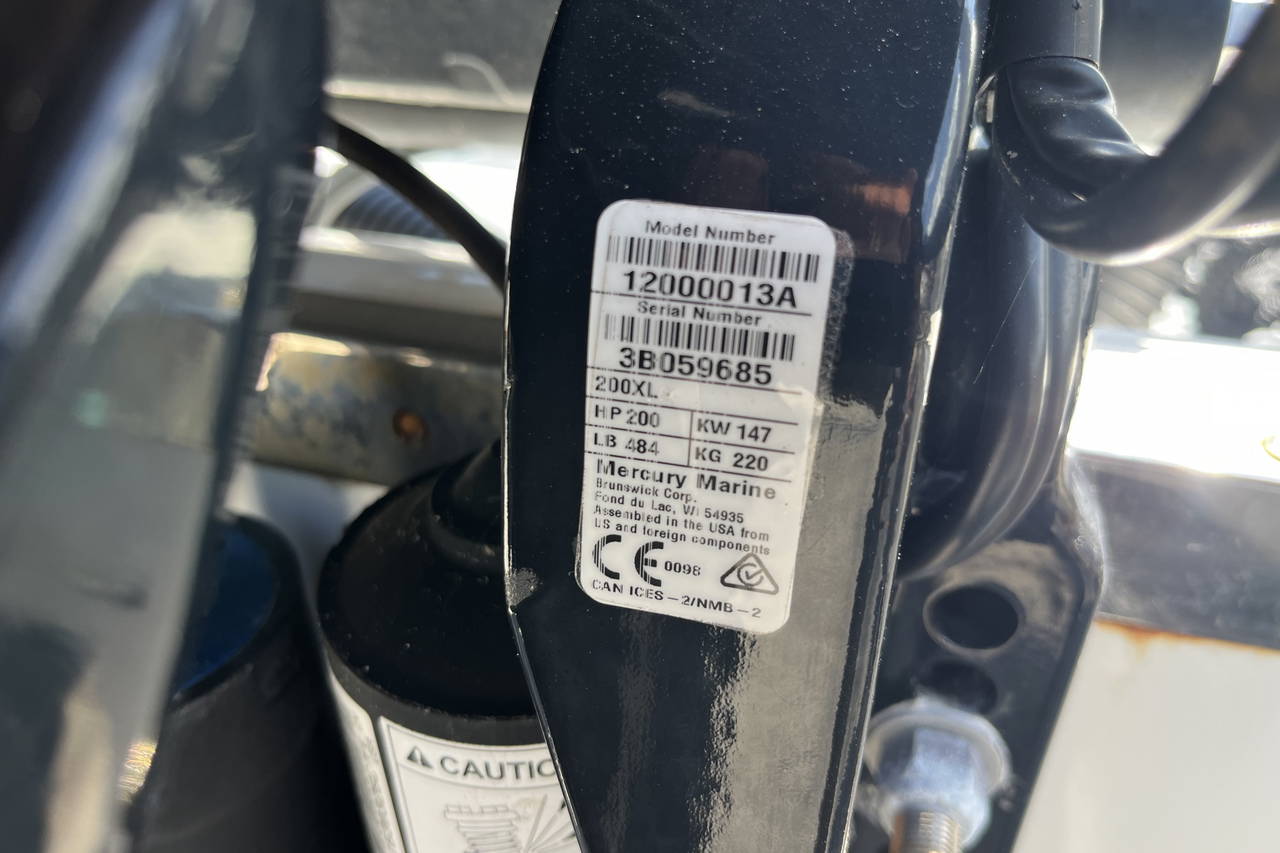 Model Number
12000013A
Serial Number
3B059685
200XL
HP 200 KW 147
LB 484 KG 220
Mercury Marine
Brunswick Corp.
Fond du Lac, WI 54935
Assembled in the USA from
US and foreign components
CE 0098
CAN ICES-2/NMB-2
CAUTIO